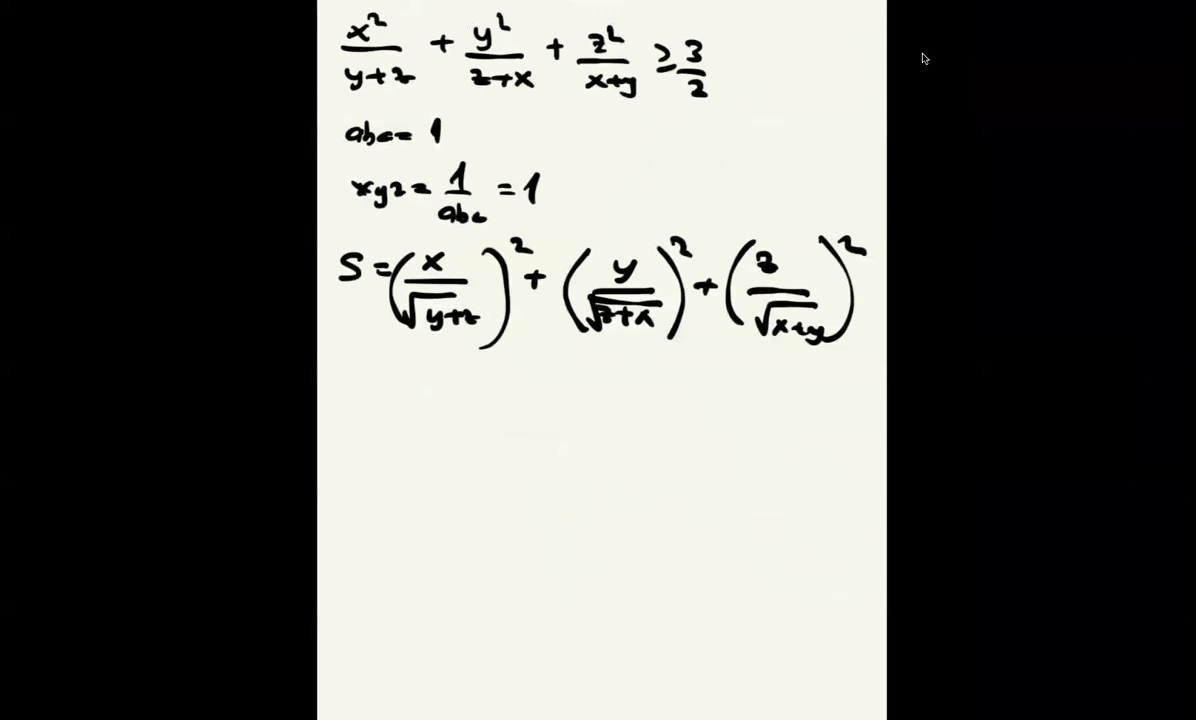 x²/(y+z) + y²/(z+x) + z²/(x+y) ≥ 3/2
abc = 1
xyz = 1/abc = 1
S = (x/√(y+z))² + (y/√(z+x))² + (z/√(x+y))²